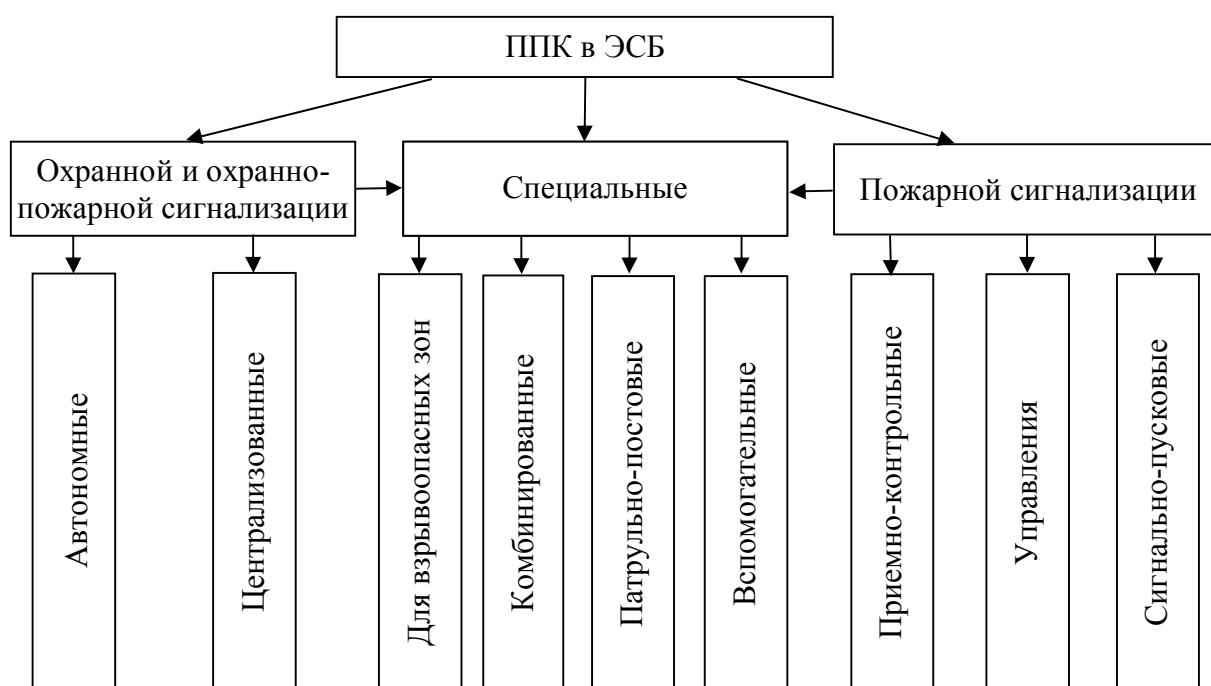 ППК в ЭСБ
Охранной и охранно-
пожарной сигнализации
Специальные
Пожарной сигнализации
Автономные
Централизованные
Для взрывоопасных зон
Комбинированные
Патрульно-постовые
Вспомогательные
Приемно-контрольные
Управления
Сигнально-пусковые